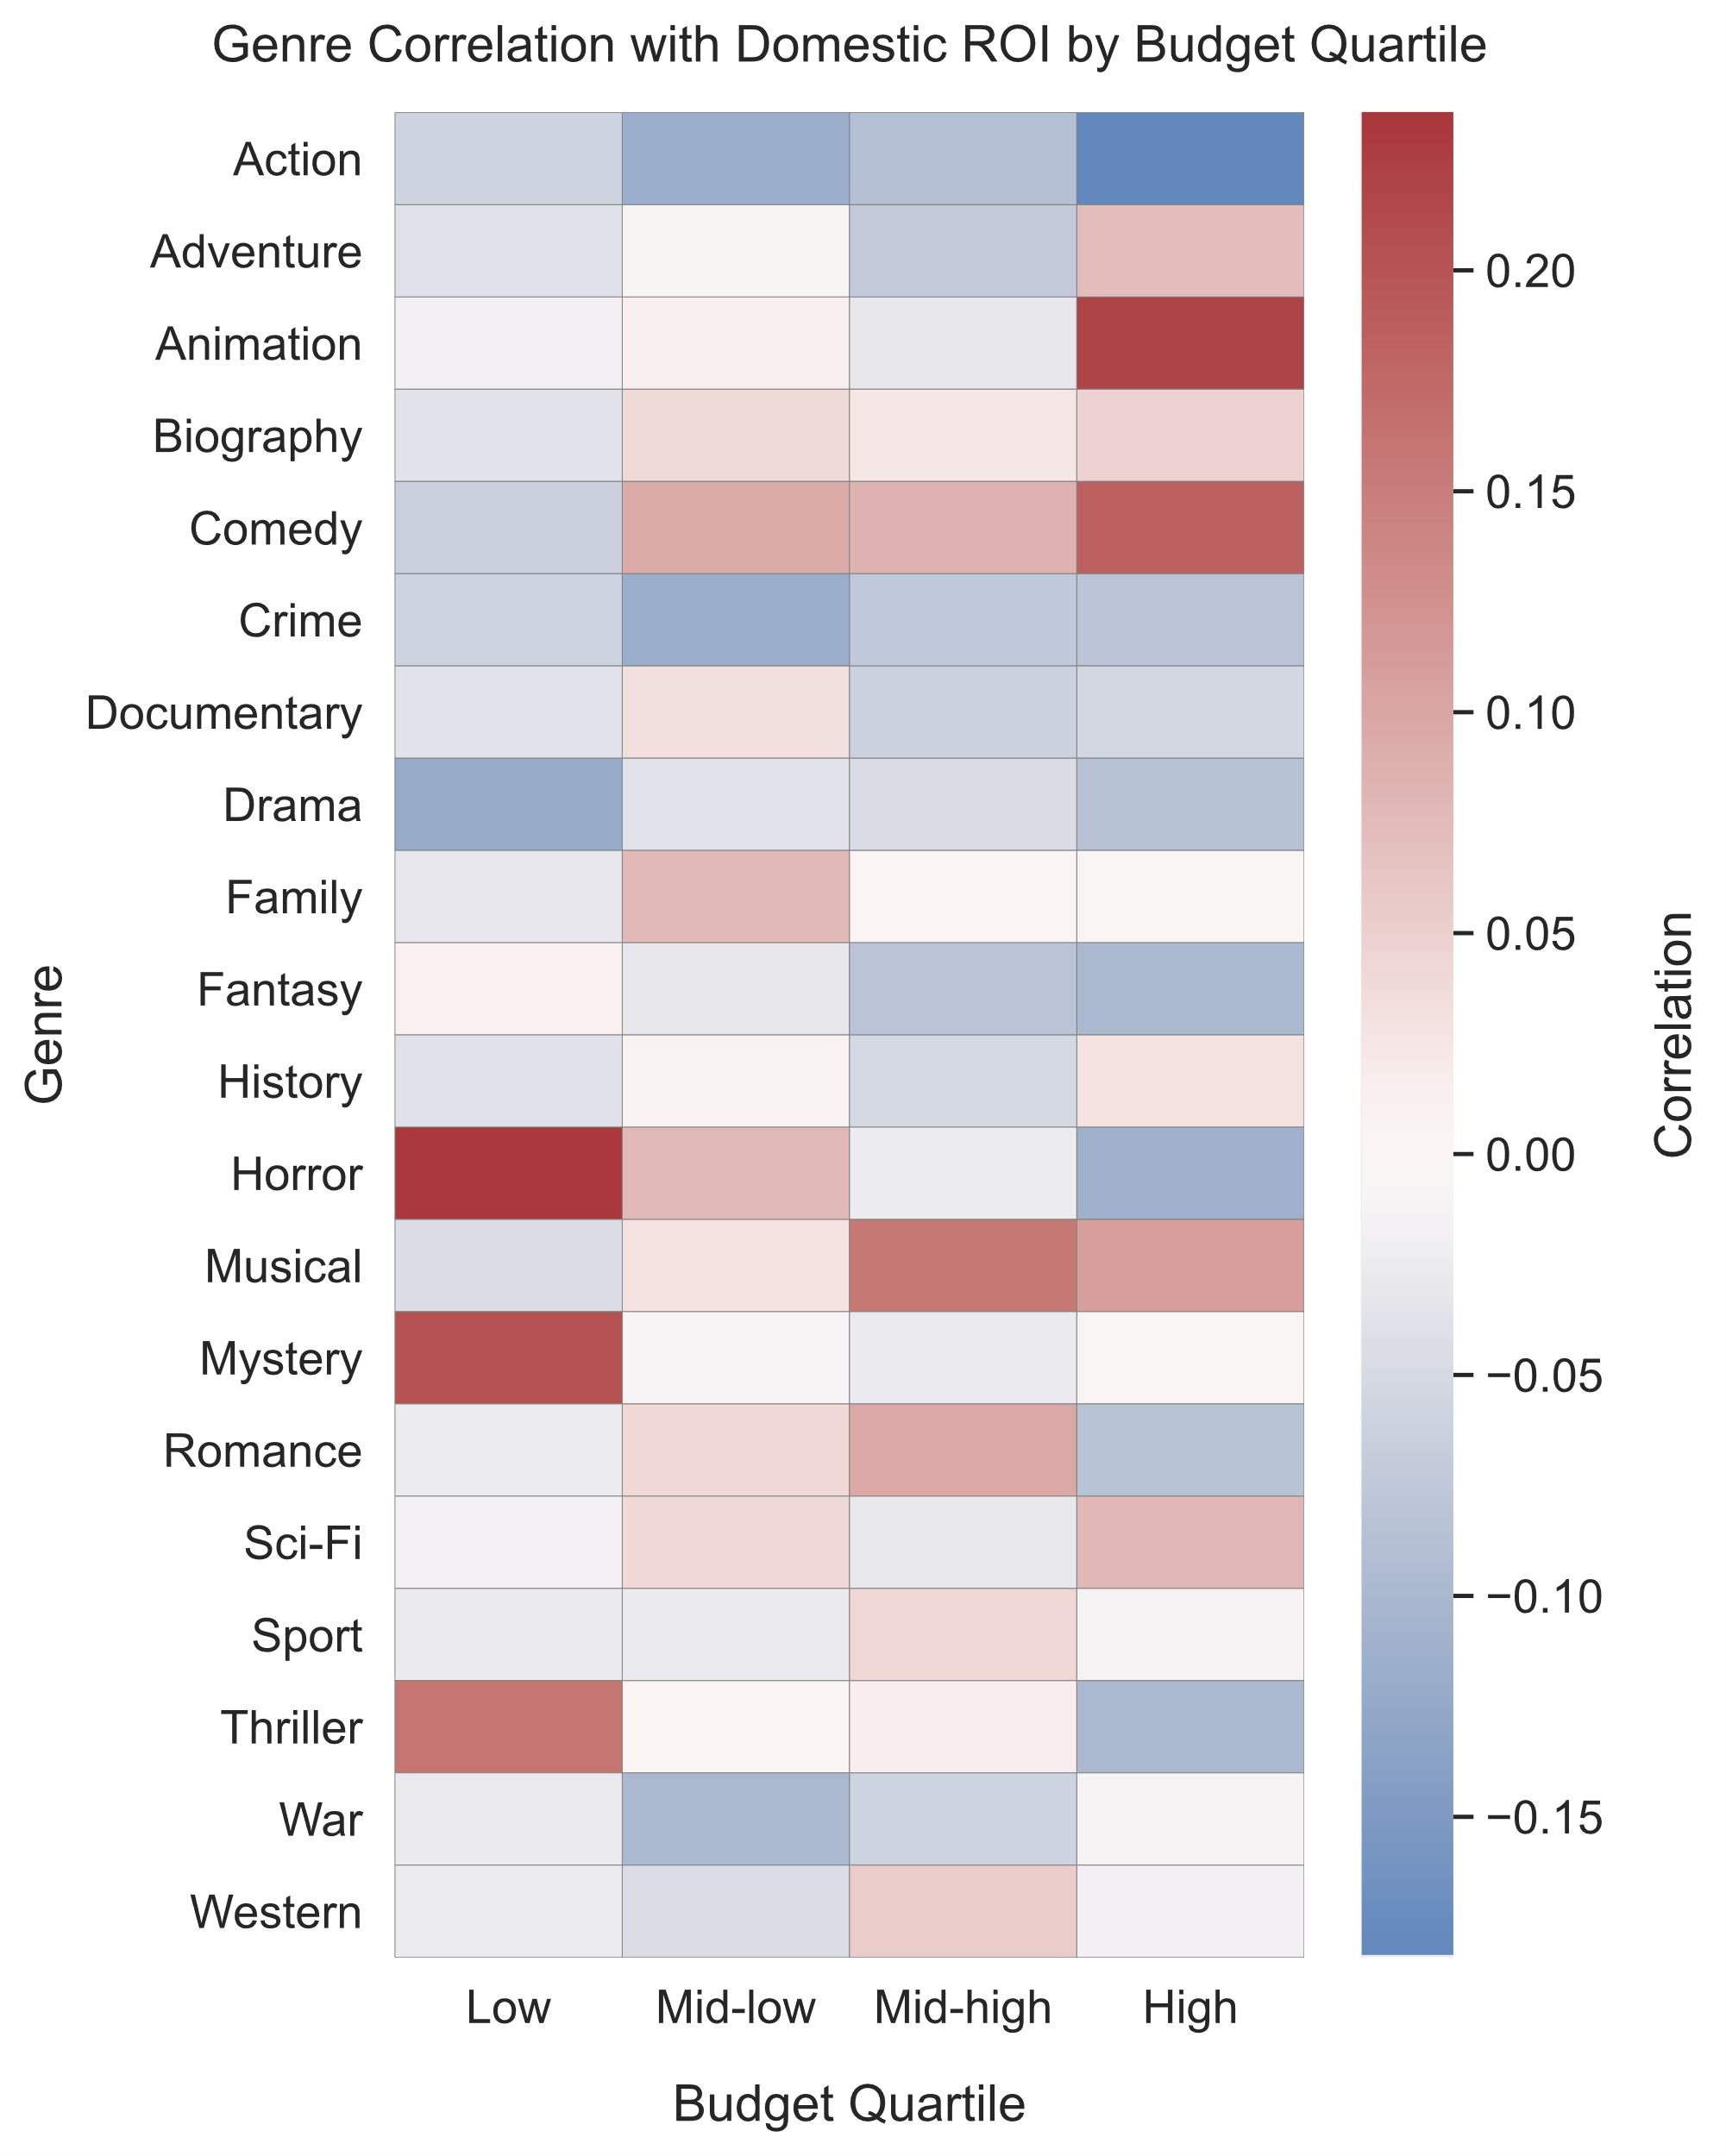 Genre Correlation with Domestic ROI by Budget Quartile
Genre
Action
Adventure
Animation
Biography
Comedy
Crime
Documentary
Drama
Family
Fantasy
History
Horror
Musical
Mystery
Romance
Sci-Fi
Sport
Thriller
War
Western
Low Mid-low Mid-high High
Budget Quartile
0.20
0.15
0.10
0.05
0.00
−0.05
−0.10
−0.15
Correlation